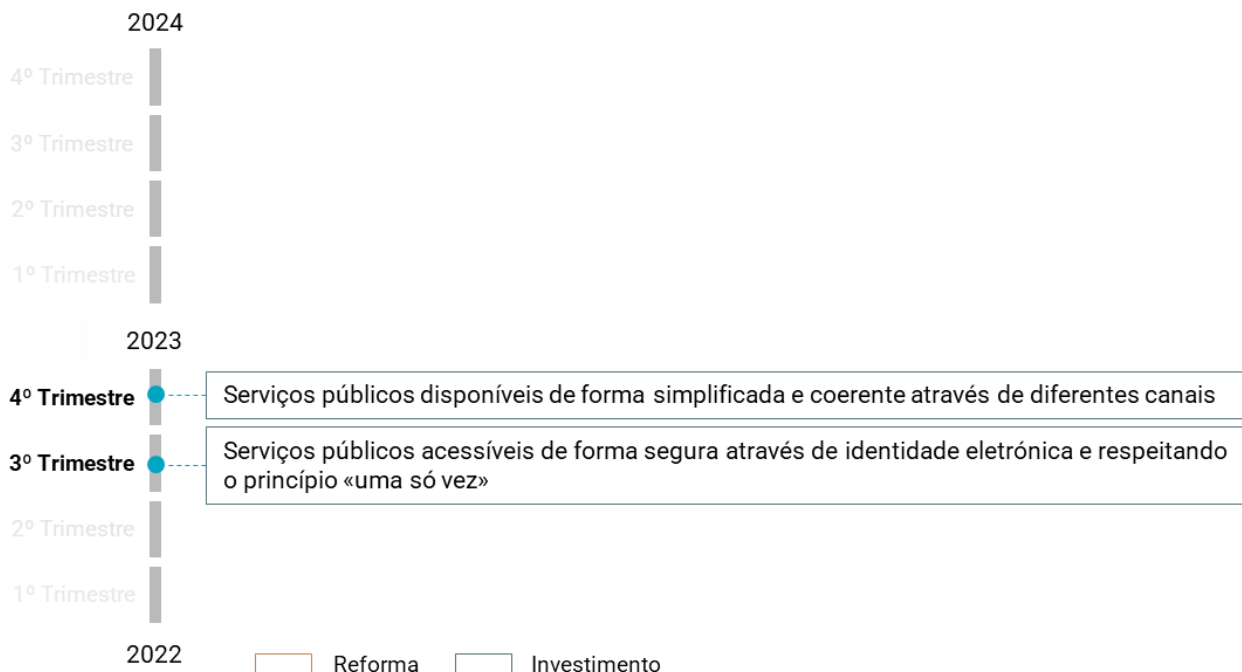 2024
4º Trimestre
3º Trimestre
2º Trimestre
1º Trimestre
2023
4º Trimestre
Serviços públicos disponíveis de forma simplificada e coerente através de diferentes canais
3º Trimestre
Serviços públicos acessíveis de forma segura através de identidade eletrónica e respeitando
o princípio «uma só vez»
2º Trimestre
1º Trimestre
2022
Reforma
Investimento